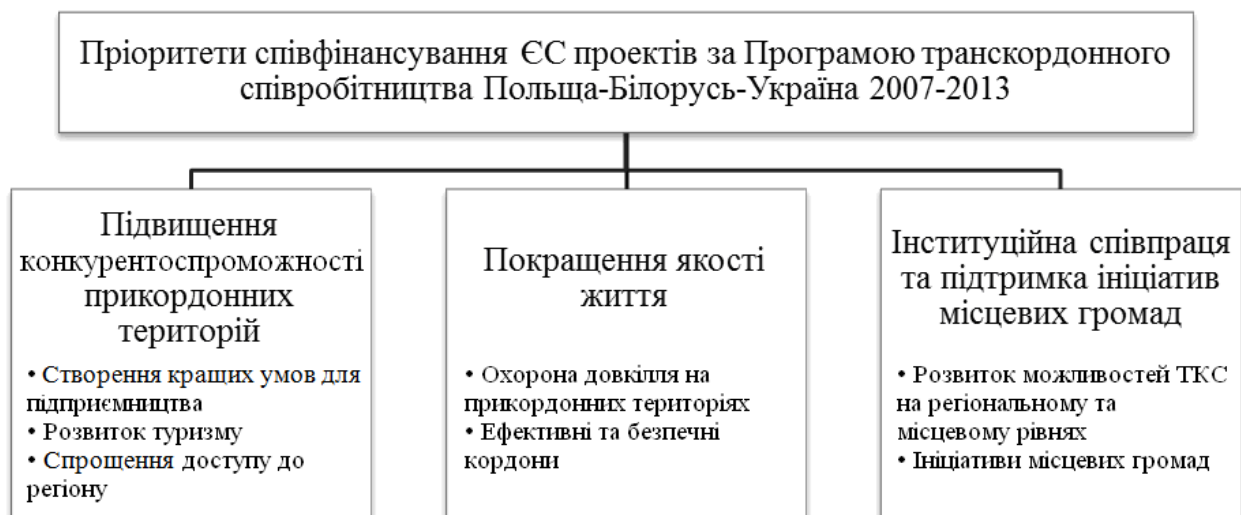 Пріоритети співфінансування ЄС проектів за Програмою транскордонного
співробітництва Польща-Білорусь-Україна 2007-2013
Підвищення
конкурентоспроможності
прикордонних
територій
• Створення кращих умов для
підприємництва
• Розвиток туризму
• Спрощення доступу до
регіону
Покращення якості
життя
• Охорона довкілля на
прикордонних територіях
• Ефективні та безпечні
кордони
Інституційна співпраця
та підтримка ініціатив
місцевих громад
• Розвиток можливостей ТКС
на регіональному та
місцевому рівнях
• Ініціативи місцевих громад